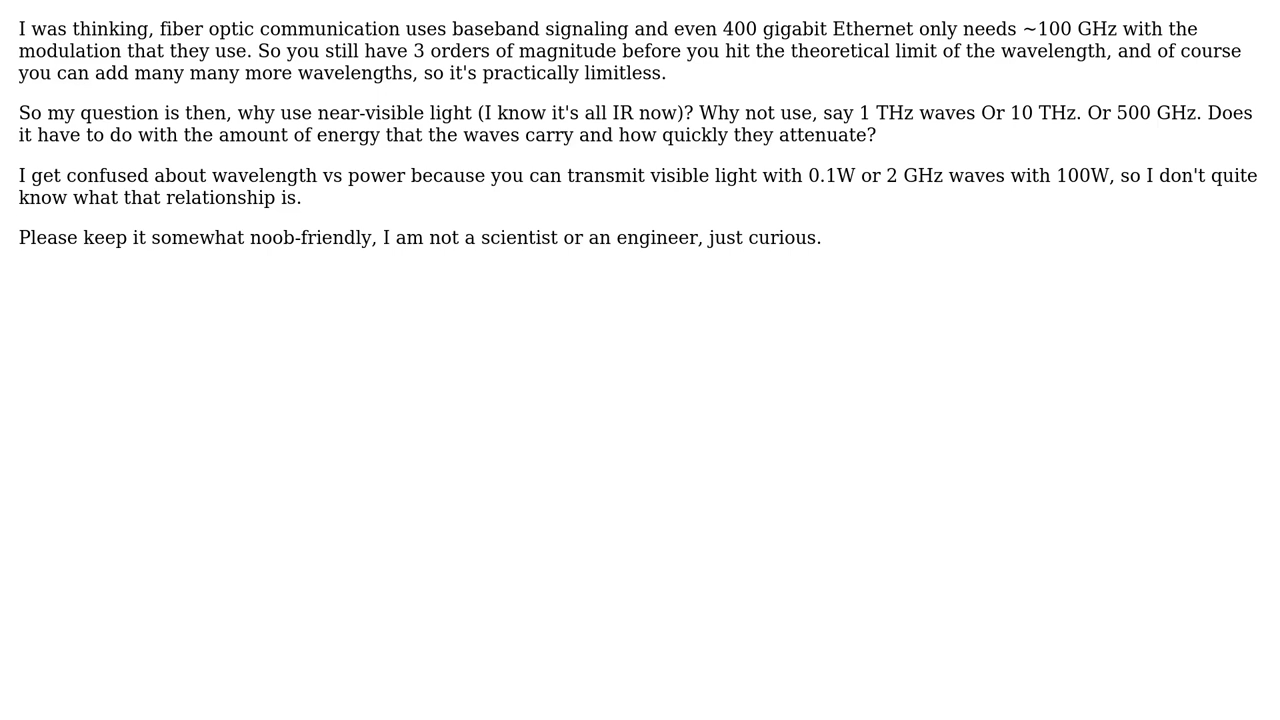 I was thinking, fiber optic communication uses baseband signaling and even 400 gigabit Ethernet only needs ~100 GHz with the
modulation that they use. So you still have 3 orders of magnitude before you hit the theoretical limit of the wavelength, and of course
you can add many many more wavelengths, so it's practically limitless.
So my question is then, why use near-visible light (I know it's all IR now)? Why not use, say 1 THz waves Or 10 THz. Or 500 GHz. Does
it have to do with the amount of energy that the waves carry and how quickly they attenuate?
I get confused about wavelength vs power because you can transmit visible light with 0.1W or 2 GHz waves with 100W, so I don't quite
know what that relationship is.
Please keep it somewhat noob-friendly, I am not a scientist or an engineer, just curious.